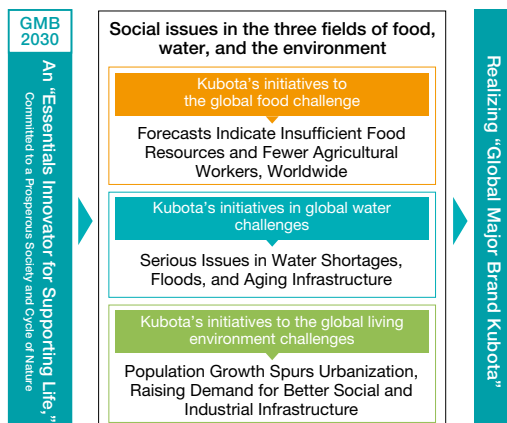 GMB
2030
An “Essentials Innovator for Supporting Life,”
Committed to a Prosperous Society and Cycle of Nature
Social issues in the three fields of food,
water, and the environment
Kubota’s initiatives to
the global food challenge
Forecasts Indicate Insufficient Food
Resources and Fewer Agricultural
Workers, Worldwide
Kubota’s initiatives in global water
challenges
Serious Issues in Water Shortages,
Floods, and Aging Infrastructure
Kubota’s initiatives to the global living
environment challenges
Population Growth Spurs Urbanization,
Raising Demand for Better Social and
Industrial Infrastructure
Realizing “Global Major Brand Kubota”